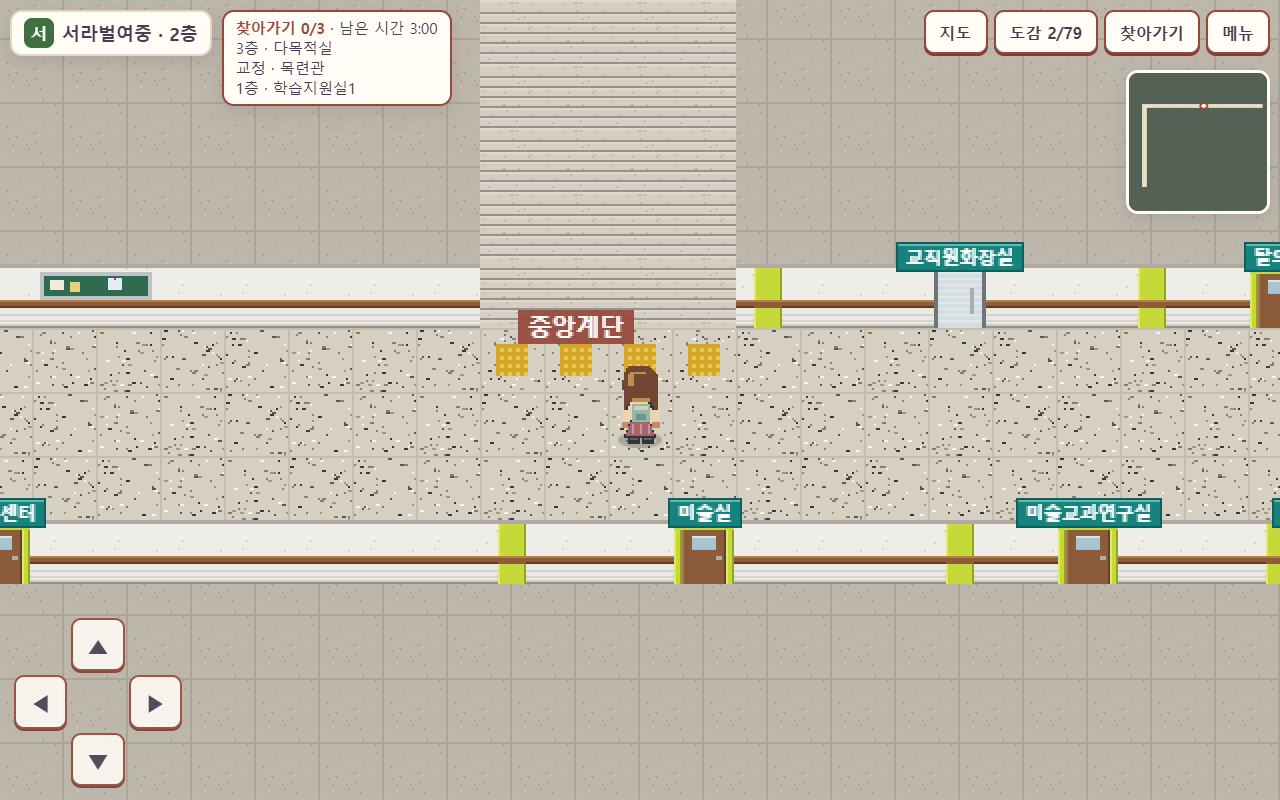 서 서라벌여중 · 2층
찾아가기 0/3 · 남은 시간 3:00
3층 · 다목적실
교정 · 목련관
1층 · 학습지원실1
지도
도감 2/79
찾아가기
메뉴
교직원화장실
중앙계단
센터
미술실
미술교과연구실